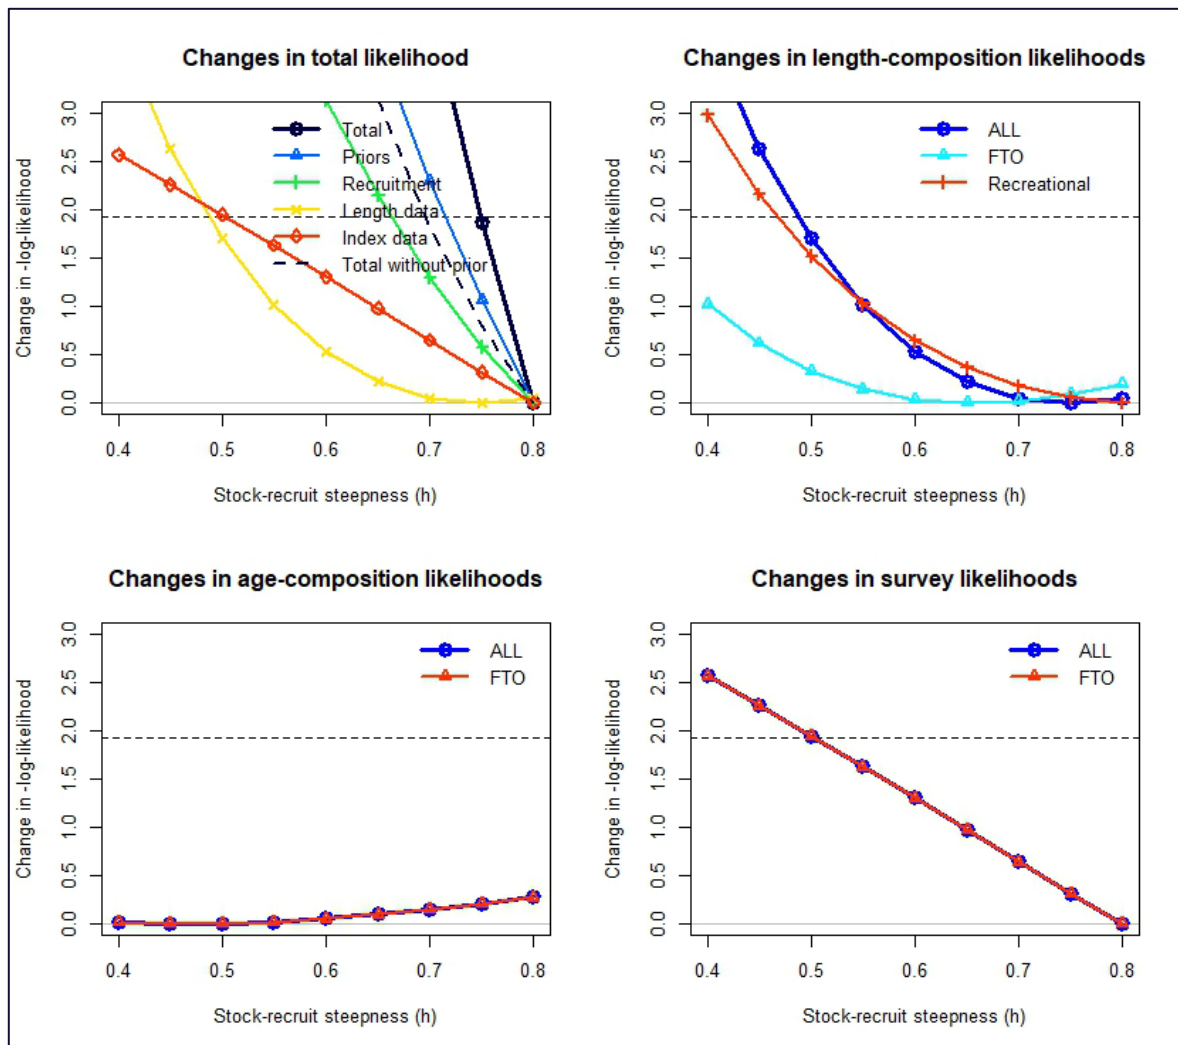 Changes in total likelihood
Change in -log-likelihood
0.0 0.5 1.0 1.5 2.0 2.5 3.0
Total
Priors
Recruitment
Length data
Index data
Total without prior
0.4 0.5 0.6 0.7 0.8
Stock-recruit steepness (h)
Changes in length-composition likelihoods
Change in -log-likelihood
0.0 0.5 1.0 1.5 2.0 2.5 3.0
ALL
FTO
Recreational
0.4 0.5 0.6 0.7 0.8
Stock-recruit steepness (h)
Changes in age-composition likelihoods
Change in -log-likelihood
0.0 0.5 1.0 1.5 2.0 2.5 3.0
ALL
FTO
0.4 0.5 0.6 0.7 0.8
Stock-recruit steepness (h)
Changes in survey likelihoods
Change in -log-likelihood
0.0 0.5 1.0 1.5 2.0 2.5 3.0
ALL
FTO
0.4 0.5 0.6 0.7 0.8
Stock-recruit steepness (h)